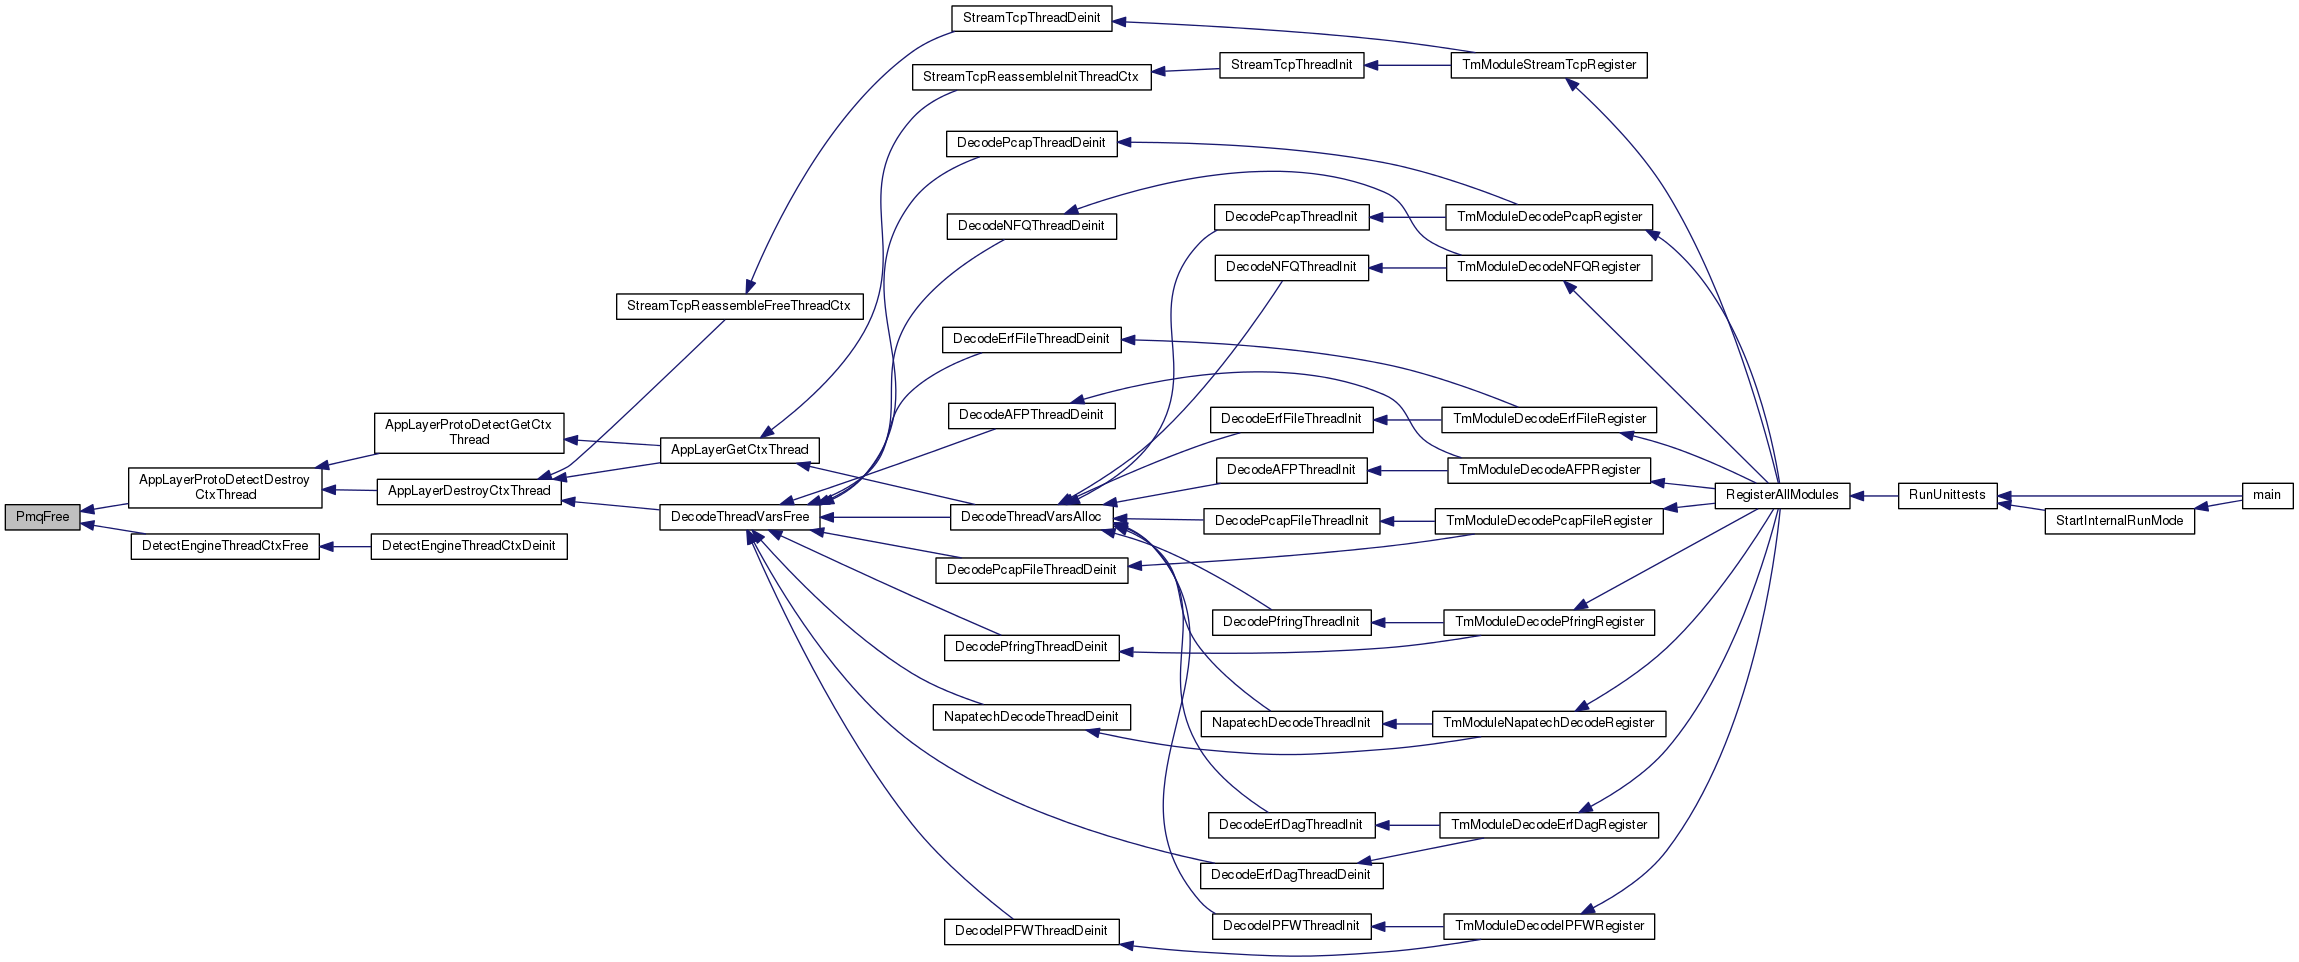 PmqFree
AppLayerProtoDetectDestroy
CtxThread
DetectEngineThreadCtxFree
AppLayerProtoDetectGetCtx
Thread
AppLayerDestroyCtxThread
DetectEngineThreadCtxDeinit
StreamTcpReassembleFreeThreadCtx
AppLayerGetCtxThread
DecodeThreadVarsFree
StreamTcpThreadDeinit
StreamTcpReassembleInitThreadCtx
DecodePcapThreadDeinit
DecodeNFQThreadDeinit
DecodeErfFileThreadDeinit
DecodeAFPThreadDeinit
DecodeThreadVarsAlloc
DecodePcapFileThreadDeinit
DecodePfringThreadDeinit
NapatechDecodeThreadDeinit
DecodeIPFWThreadDeinit
StreamTcpThreadInit
DecodePcapThreadInit
DecodeNFQThreadInit
DecodeErfFileThreadInit
DecodeAFPThreadInit
DecodePcapFileThreadInit
DecodePfringThreadInit
NapatechDecodeThreadInit
DecodeErfDagThreadInit
DecodeErfDagThreadDeinit
DecodeIPFWThreadInit
TmModuleStreamTcpRegister
TmModuleDecodePcapRegister
TmModuleDecodeNFQRegister
TmModuleDecodeErfFileRegister
TmModuleDecodeAFPRegister
TmModuleDecodePcapFileRegister
TmModuleDecodePfringRegister
TmModuleNapatechDecodeRegister
TmModuleDecodeErfDagRegister
TmModuleDecodeIPFWRegister
RegisterAllModules
RunUnittests
StartInternalRunMode
main